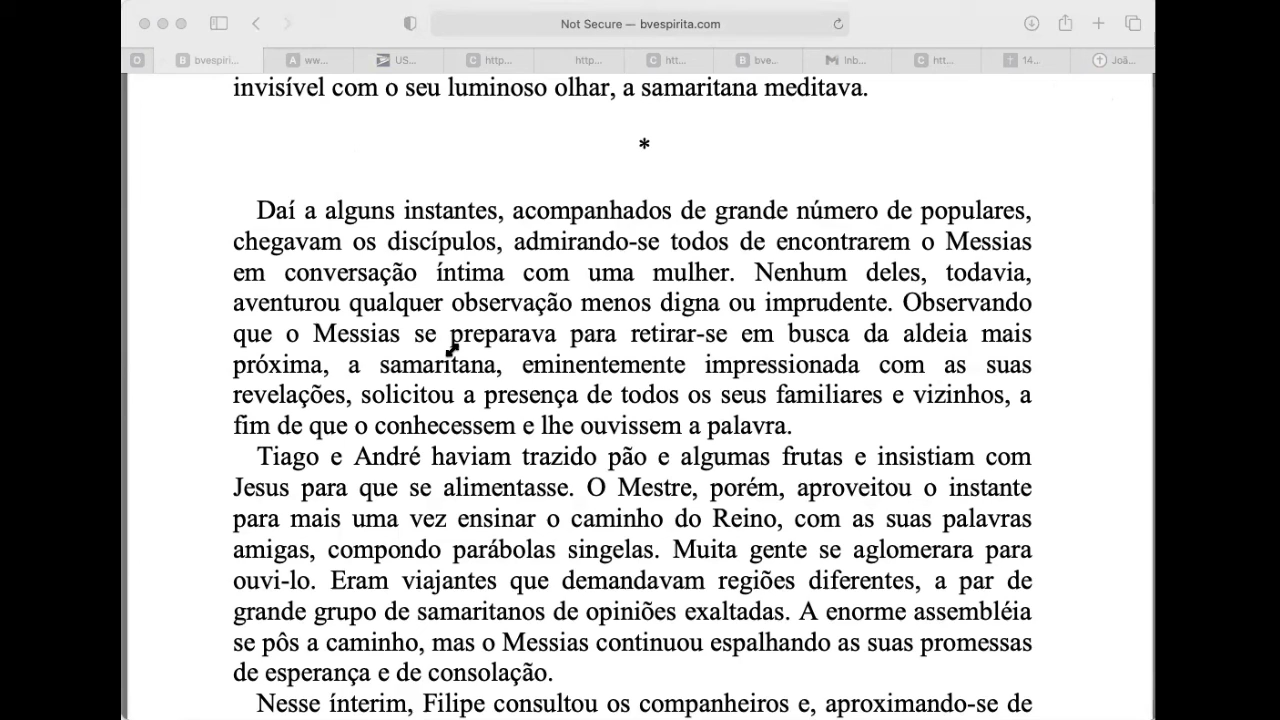 Not Secure — bvespirita.com
bvespiri... ww... US... http... http... htt... bve... Inb... htt... 14... Joã...
invisível com o seu luminoso olhar, a samaritana meditava.
*
Daí a alguns instantes, acompanhados de grande número de populares,
chegavam os discípulos, admirando-se todos de encontrarem o Messias
em conversação íntima com uma mulher. Nenhum deles, todavia,
aventurou qualquer observação menos digna ou imprudente. Observando
que o Messias se preparava para retirar-se em busca da aldeia mais
próxima, a samaritana, eminentemente impressionada com as suas
revelações, solicitou a presença de todos os seus familiares e vizinhos, a
fim de que o conhecessem e lhe ouvissem a palavra.
Tiago e André haviam trazido pão e algumas frutas e insistiam com
Jesus para que se alimentasse. O Mestre, porém, aproveitou o instante
para mais uma vez ensinar o caminho do Reino, com as suas palavras
amigas, compondo parábolas singelas. Muita gente se aglomerara para
ouvi-lo. Eram viajantes que demandavam regiões diferentes, a par de
grande grupo de samaritanos de opiniões exaltadas. A enorme assembléia
se pôs a caminho, mas o Messias continuou espalhando as suas promessas
de esperança e de consolação.
Nesse ínterim, Filipe consultou os companheiros e, aproximando-se de